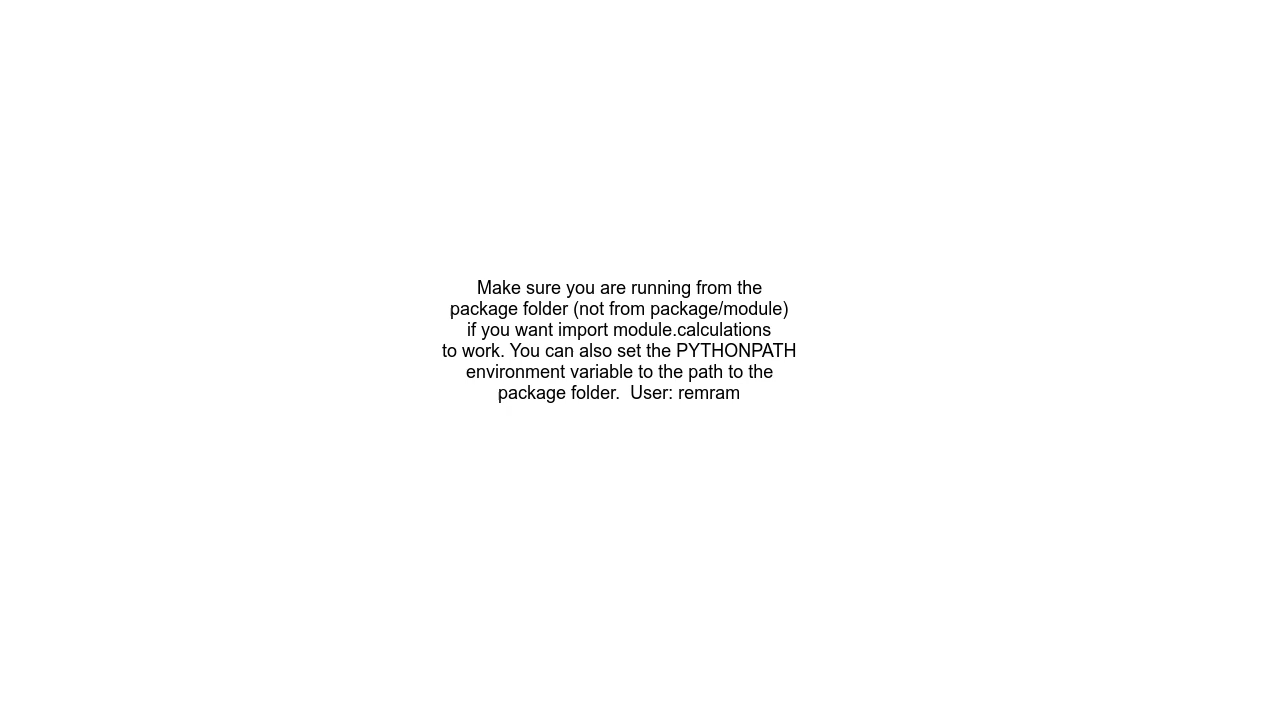 Make sure you are running from the
package folder (not from package/module)
if you want import module.calculations
to work. You can also set the PYTHONPATH
environment variable to the path to the
package folder.  User: remram